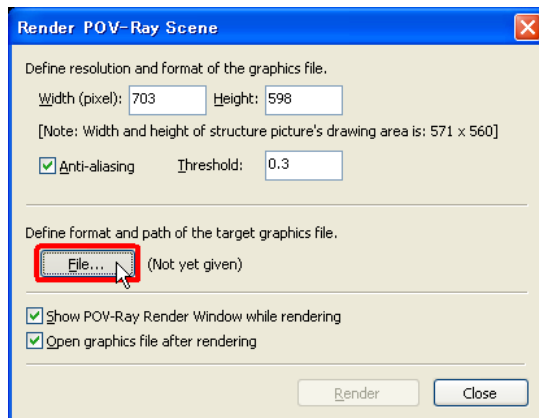 Render POV-Ray Scene
Define resolution and format of the graphics file.
Width (pixel): 703 Height: 598
[Note: Width and height of structure picture's drawing area is: 571 x 560]
Anti-aliasing Threshold: 0.3
Define format and path of the target graphics file.
File... (Not yet given)
Show POV-Ray Render Window while rendering
Open graphics file after rendering
Render Close